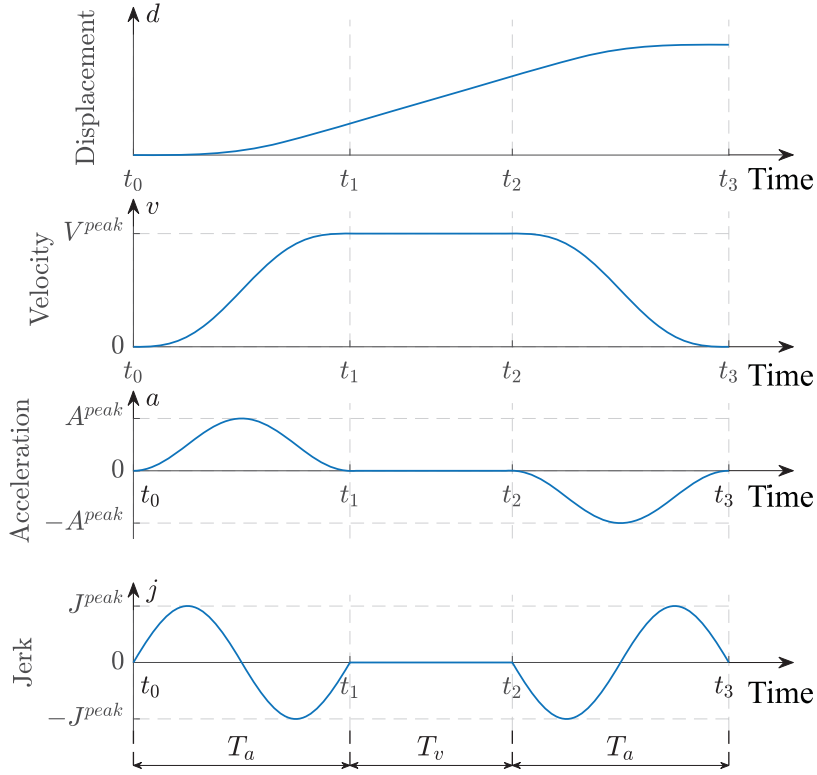 d
Displacement
t₀ t₁ t₂ t₃ Time
v
V^{peak}
Velocity
0
t₀ t₁ t₂ t₃ Time
a
A^{peak}
Acceleration
0
t₀ t₁ t₂ t₃ Time
−A^{peak}
j
J^{peak}
Jerk
0
t₀ t₁ t₂ t₃ Time
−J^{peak}
Tₐ Tᵥ Tₐ